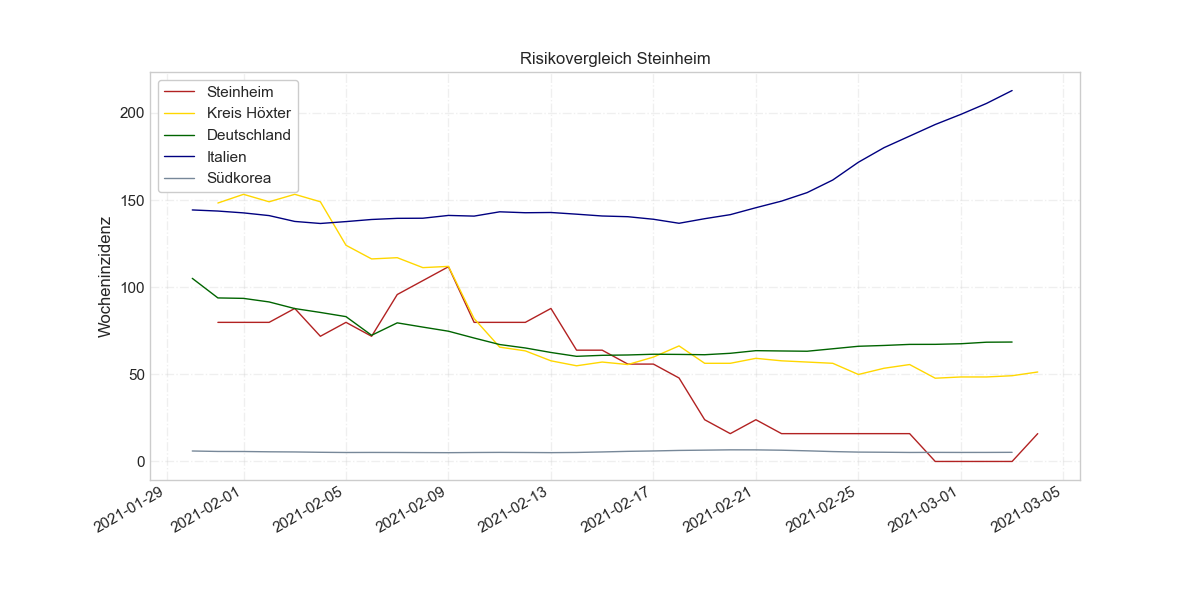 Risikovergleich Steinheim
Steinheim
Kreis Höxter
Deutschland
Italien
Südkorea
Wocheninzidenz
200
150
100
50
0
2021-01-29
2021-02-01
2021-02-05
2021-02-09
2021-02-13
2021-02-17
2021-02-21
2021-02-25
2021-03-01
2021-03-05